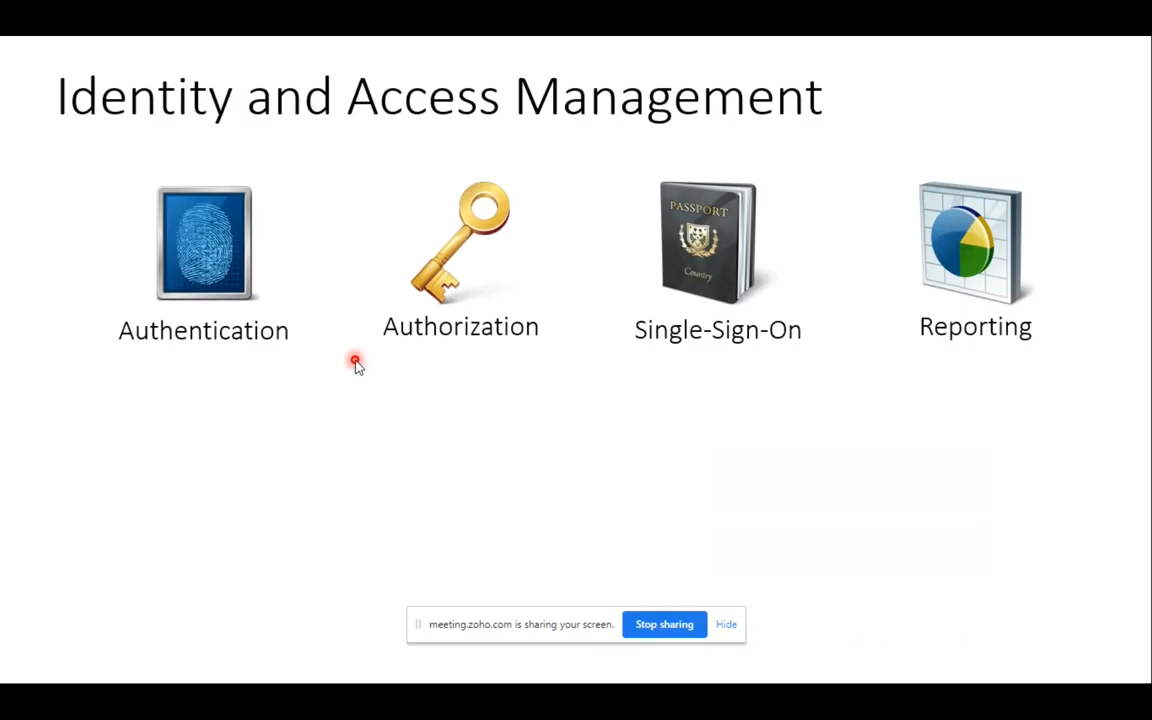 Identity and Access Management
PASSPORT
Country
Authentication
Authorization
Single-Sign-On
Reporting
meeting.zoho.com is sharing your screen.
Stop sharing
Hide